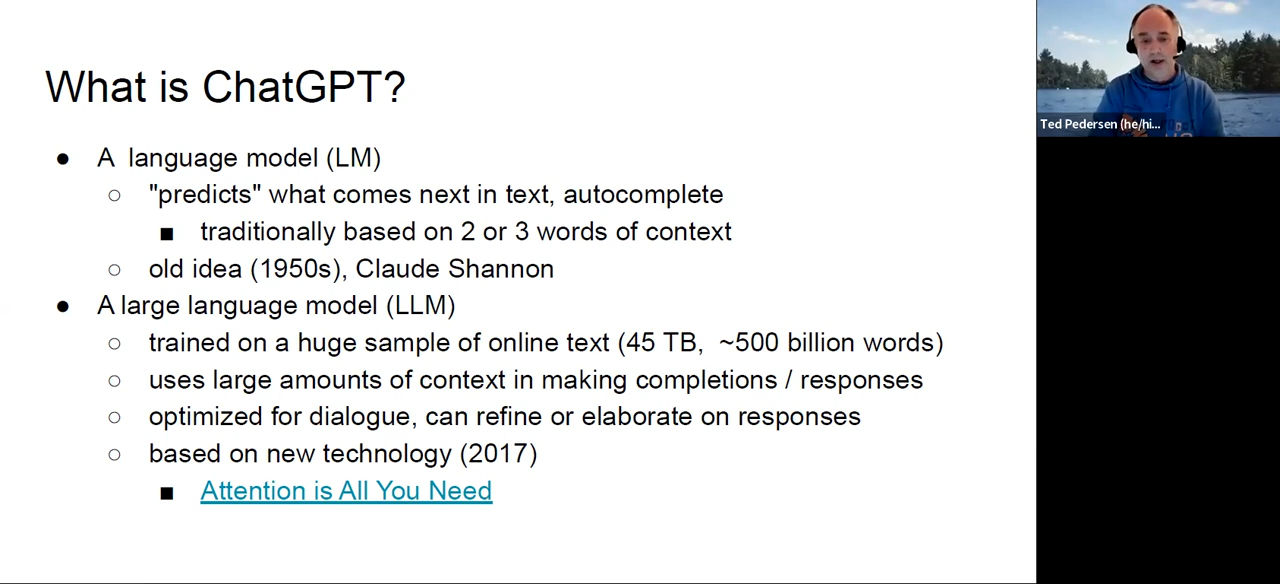 What is ChatGPT?
● A language model (LM)
○ "predicts" what comes next in text, autocomplete
■ traditionally based on 2 or 3 words of context
○ old idea (1950s), Claude Shannon
● A large language model (LLM)
○ trained on a huge sample of online text (45 TB, ~500 billion words)
○ uses large amounts of context in making completions / responses
○ optimized for dialogue, can refine or elaborate on responses
○ based on new technology (2017)
■ Attention is All You Need
Ted Pedersen (he/hi...